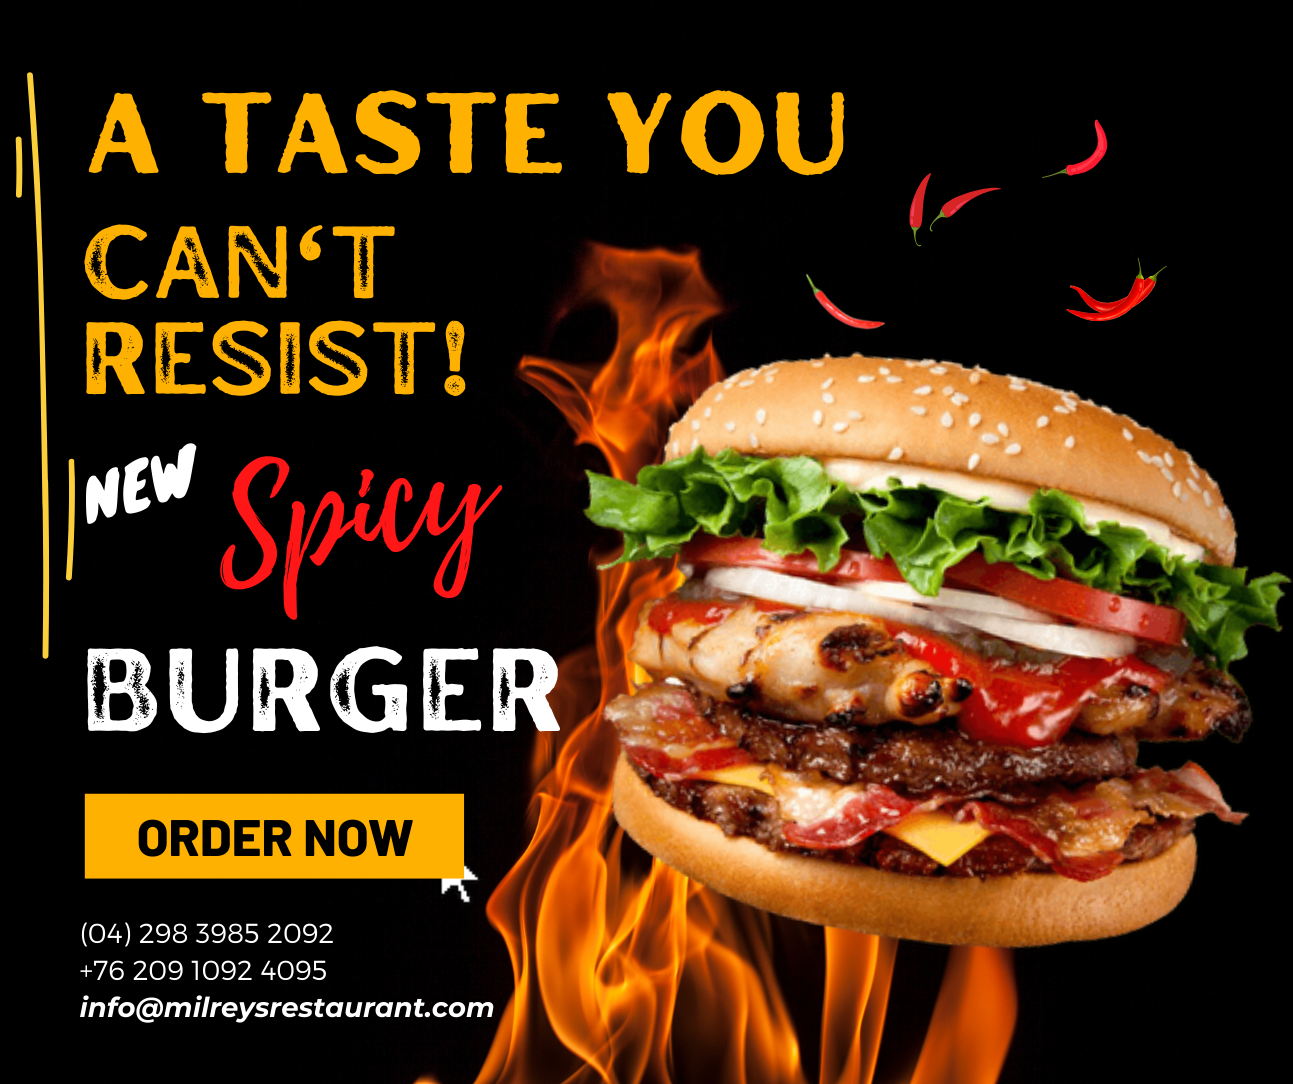 A TASTE YOU
CAN‘T
RESIST!
NEW Spicy
BURGER
ORDER NOW
(04) 298 3985 2092
+76 209 1092 4095
info@milreysrestaurant.com